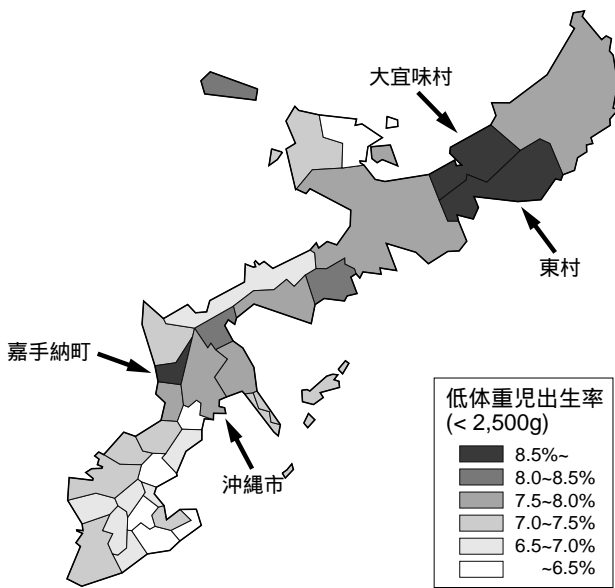 大宜味村
東村
嘉手納町
沖縄市
低体重児出生率
(< 2,500g)
8.5%~
8.0~8.5%
7.5~8.0%
7.0~7.5%
6.5~7.0%
~6.5%